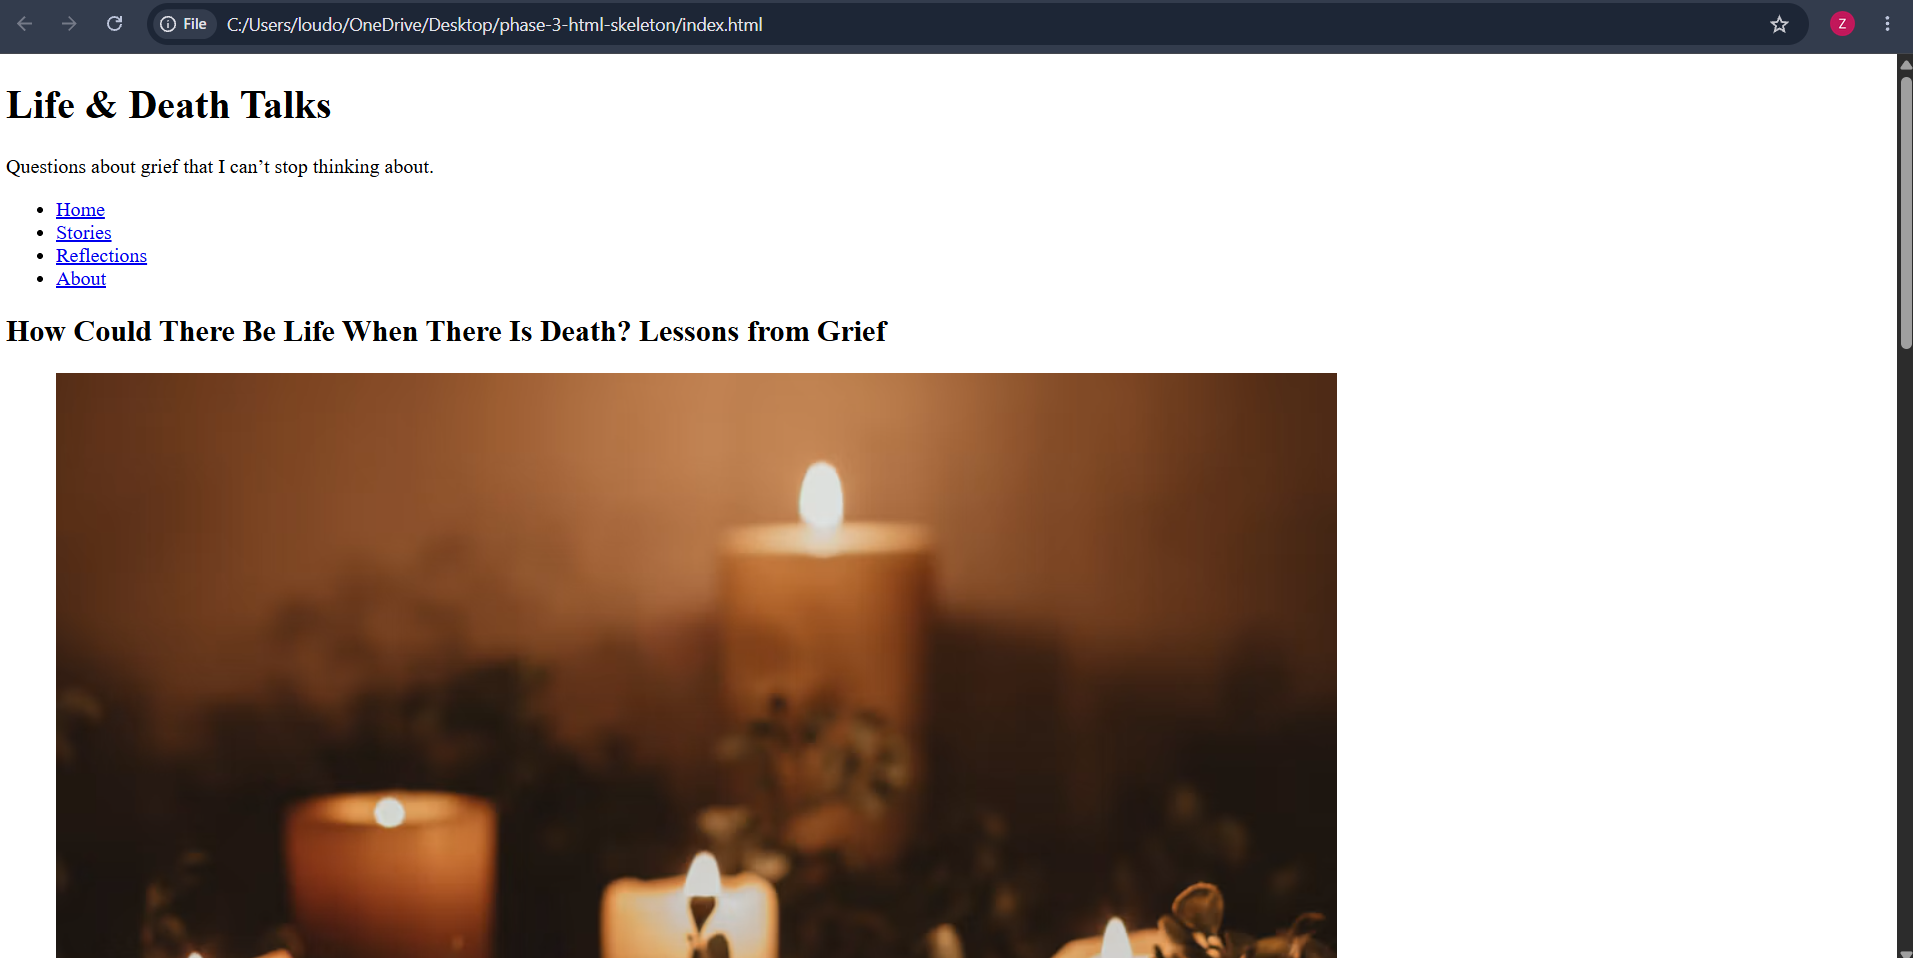 File C:/Users/loudo/OneDrive/Desktop/phase-3-html-skeleton/index.html
Z
Life & Death Talks
Questions about grief that I can’t stop thinking about.
Home
Stories
Reflections
About
How Could There Be Life When There Is Death? Lessons from Grief